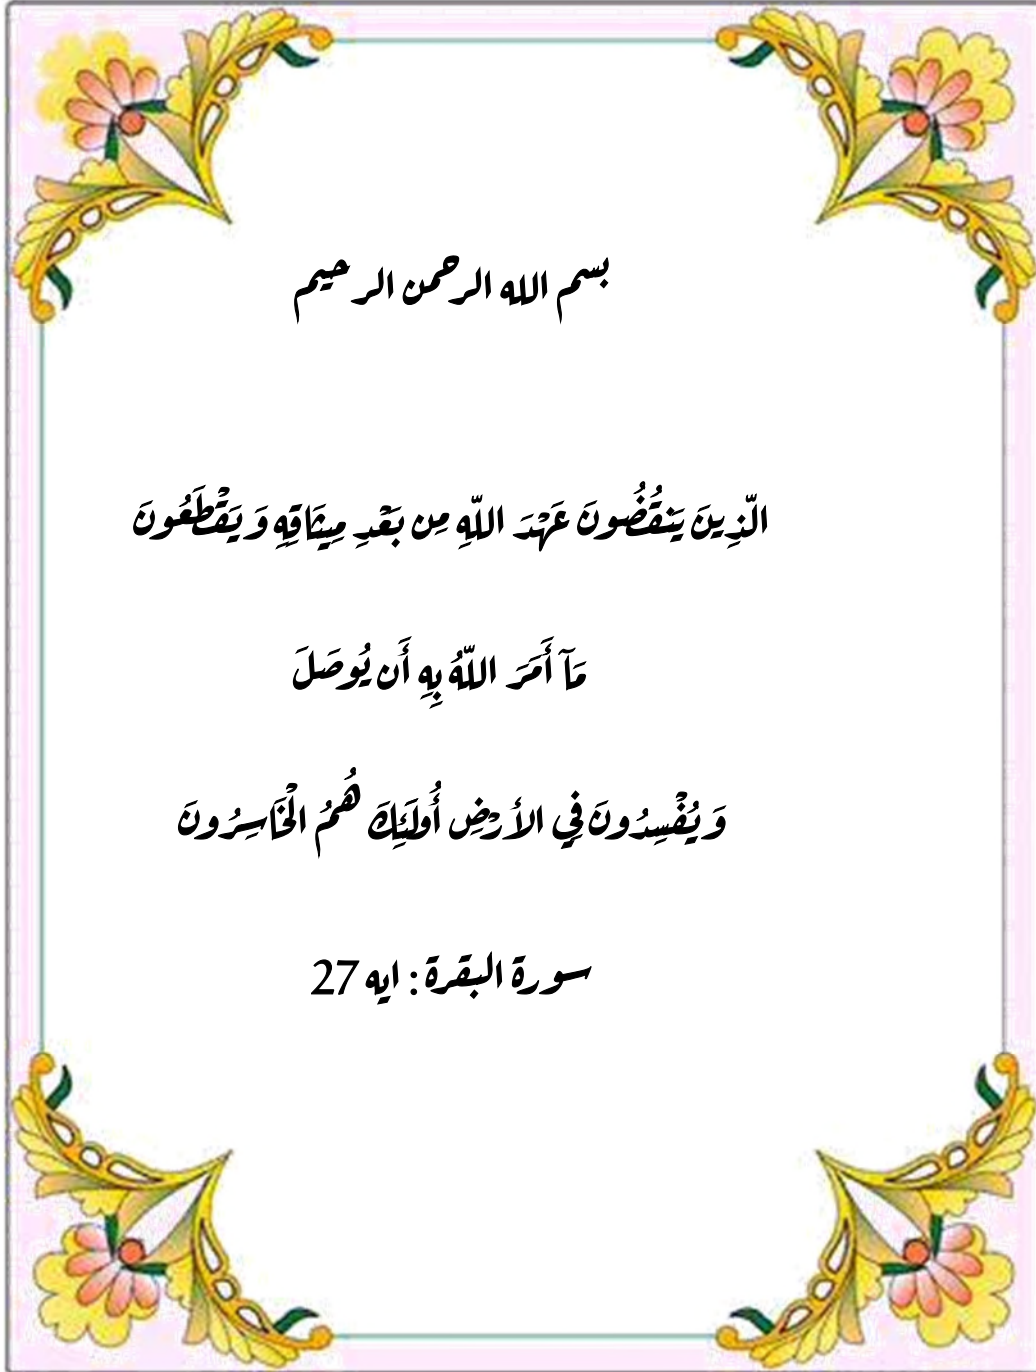 بسم الله الرحمن الرحيم
الَّذِينَ يَنقُضُونَ عَهْدَ اللَّهِ مِن بَعْدِ مِيثَاقِهِ وَيَقْطَعُونَ
مَآ أَمَرَ اللَّهُ بِهِ أَن يُوصَلَ
وَيُفْسِدُونَ فِي الأَرْضِ أُولَئِكَ هُمُ الْخَاسِرُونَ
سورة البقرة : ايه 27